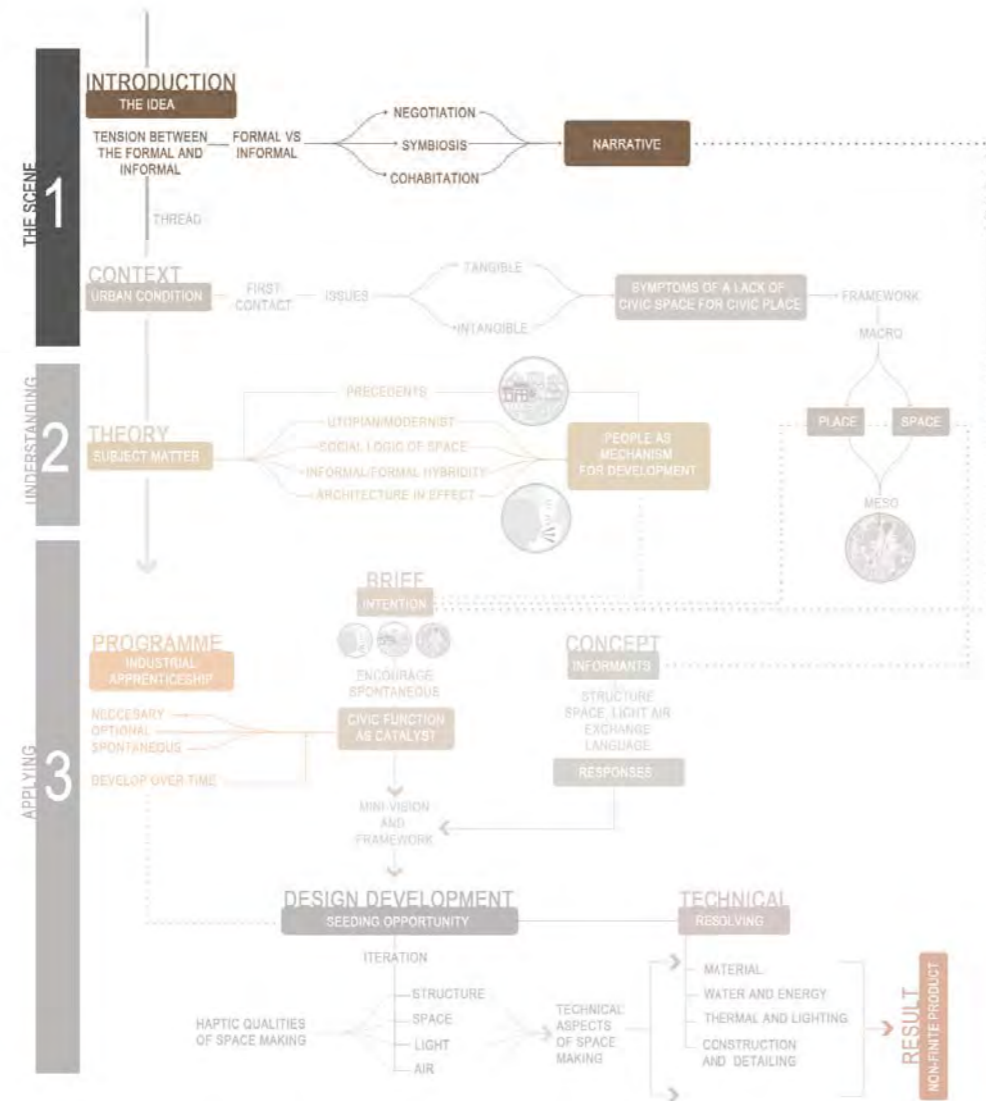 THE SCENE
1
INTRODUCTION
THE IDEA
TENSION BETWEEN
THE FORMAL AND
INFORMAL
FORMAL VS
INFORMAL
NEGOTIATION
SYMBIOSIS
COHABITATION
NARRATIVE
THREAD
CONTEXT
URBAN CONDITION
FIRST
CONTACT
ISSUES
TANGIBLE
INTANGIBLE
SYMPTOMS OF A LACK OF
CIVIC SPACE FOR CIVIC PLACE
FRAMEWORK
MACRO
PLACE
SPACE
MESO
UNDERSTANDING
2
THEORY
SUBJECT MATTER
PRECEDENTS
UTOPIAN/MODERNIST
SOCIAL LOGIC OF SPACE
INFORMAL/FORMAL HYBRIDITY
ARCHITECTURE IN EFFECT
PEOPLE AS
MECHANISM
FOR DEVELOPMENT
APPLYING
3
BRIEF
INTENTION
ENCOURAGE
SPONTANEOUS
CIVIC FUNCTION
AS CATALYST
PROGRAMME
INDUSTRIAL
APPRENTICESHIP
NECCESARY
OPTIONAL
SPONTANEOUS
DEVELOP OVER TIME
CONCEPT
INFORMANTS
STRUCTURE
SPACE LIGHT AIR
EXCHANGE
LANGUAGE
RESPONSES
MINI-VISION
AND
FRAMEWORK
DESIGN DEVELOPMENT
SEEDING OPPORTUNITY
ITERATION
HAPTIC QUALITIES
OF SPACE MAKING
STRUCTURE
SPACE
LIGHT
AIR
TECHNICAL
ASPECTS
OF SPACE
MAKING
TECHNICAL
RESOLVING
MATERIAL
WATER AND ENERGY
THERMAL AND LIGHTING
CONSTRUCTION
AND DETAILING
RESULT
NON-FINITE PRODUCT